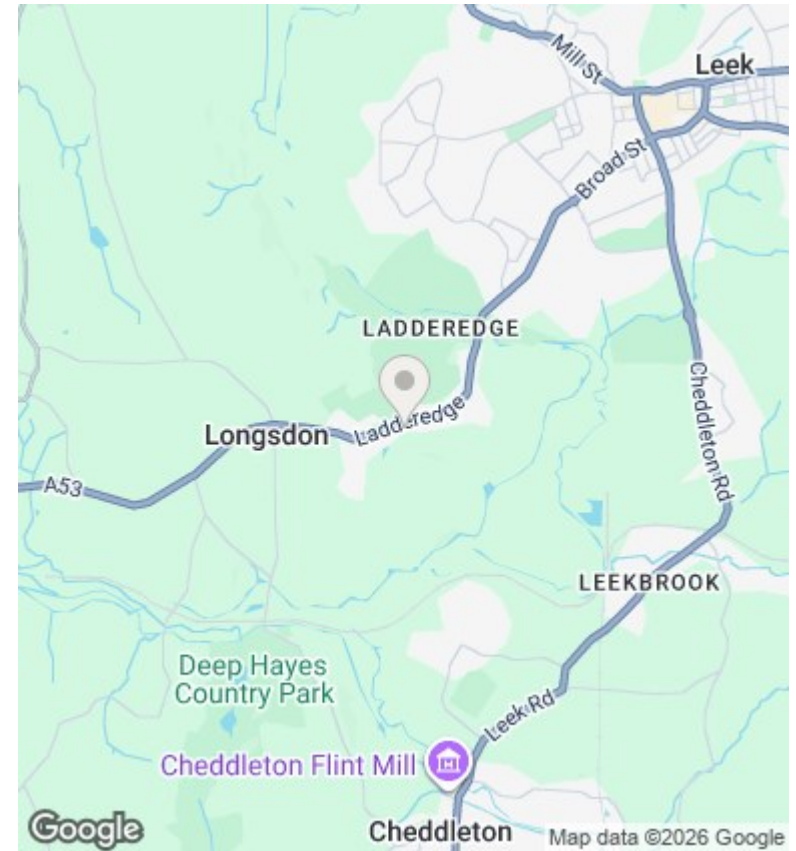 Mill St
Leek
Broad St
LADDEREDGE
Ladderedge
Longsdon
Cheddleton Rd
A53
LEEKBROOK
Deep Hayes
Country Park
Leek Rd
Cheddleton Flint Mill
Cheddleton
Google
Map data ©2026 Google